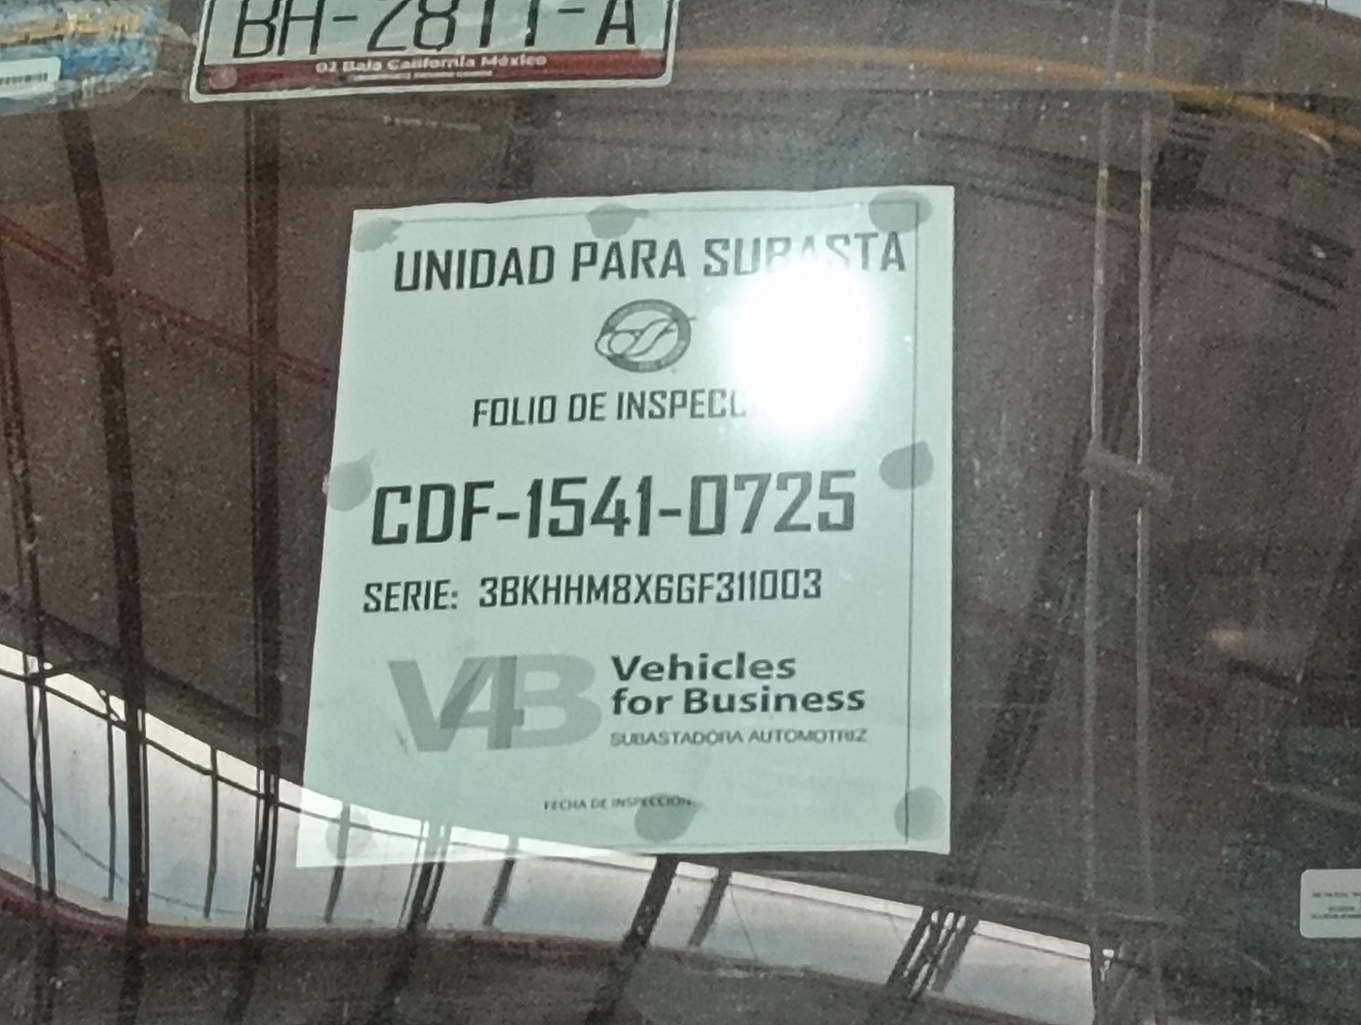 BH-2811-A
02 Baja California México
UNIDAD PARA SUBASTA
FOLIO DE
CDF-1541-0725
SERIE: 3BKHHM8X6GF311003
V4B
Vehicles
for Business
SUBASTADORA AUTOMOTRIZ
FECHA DE INSPECCION: